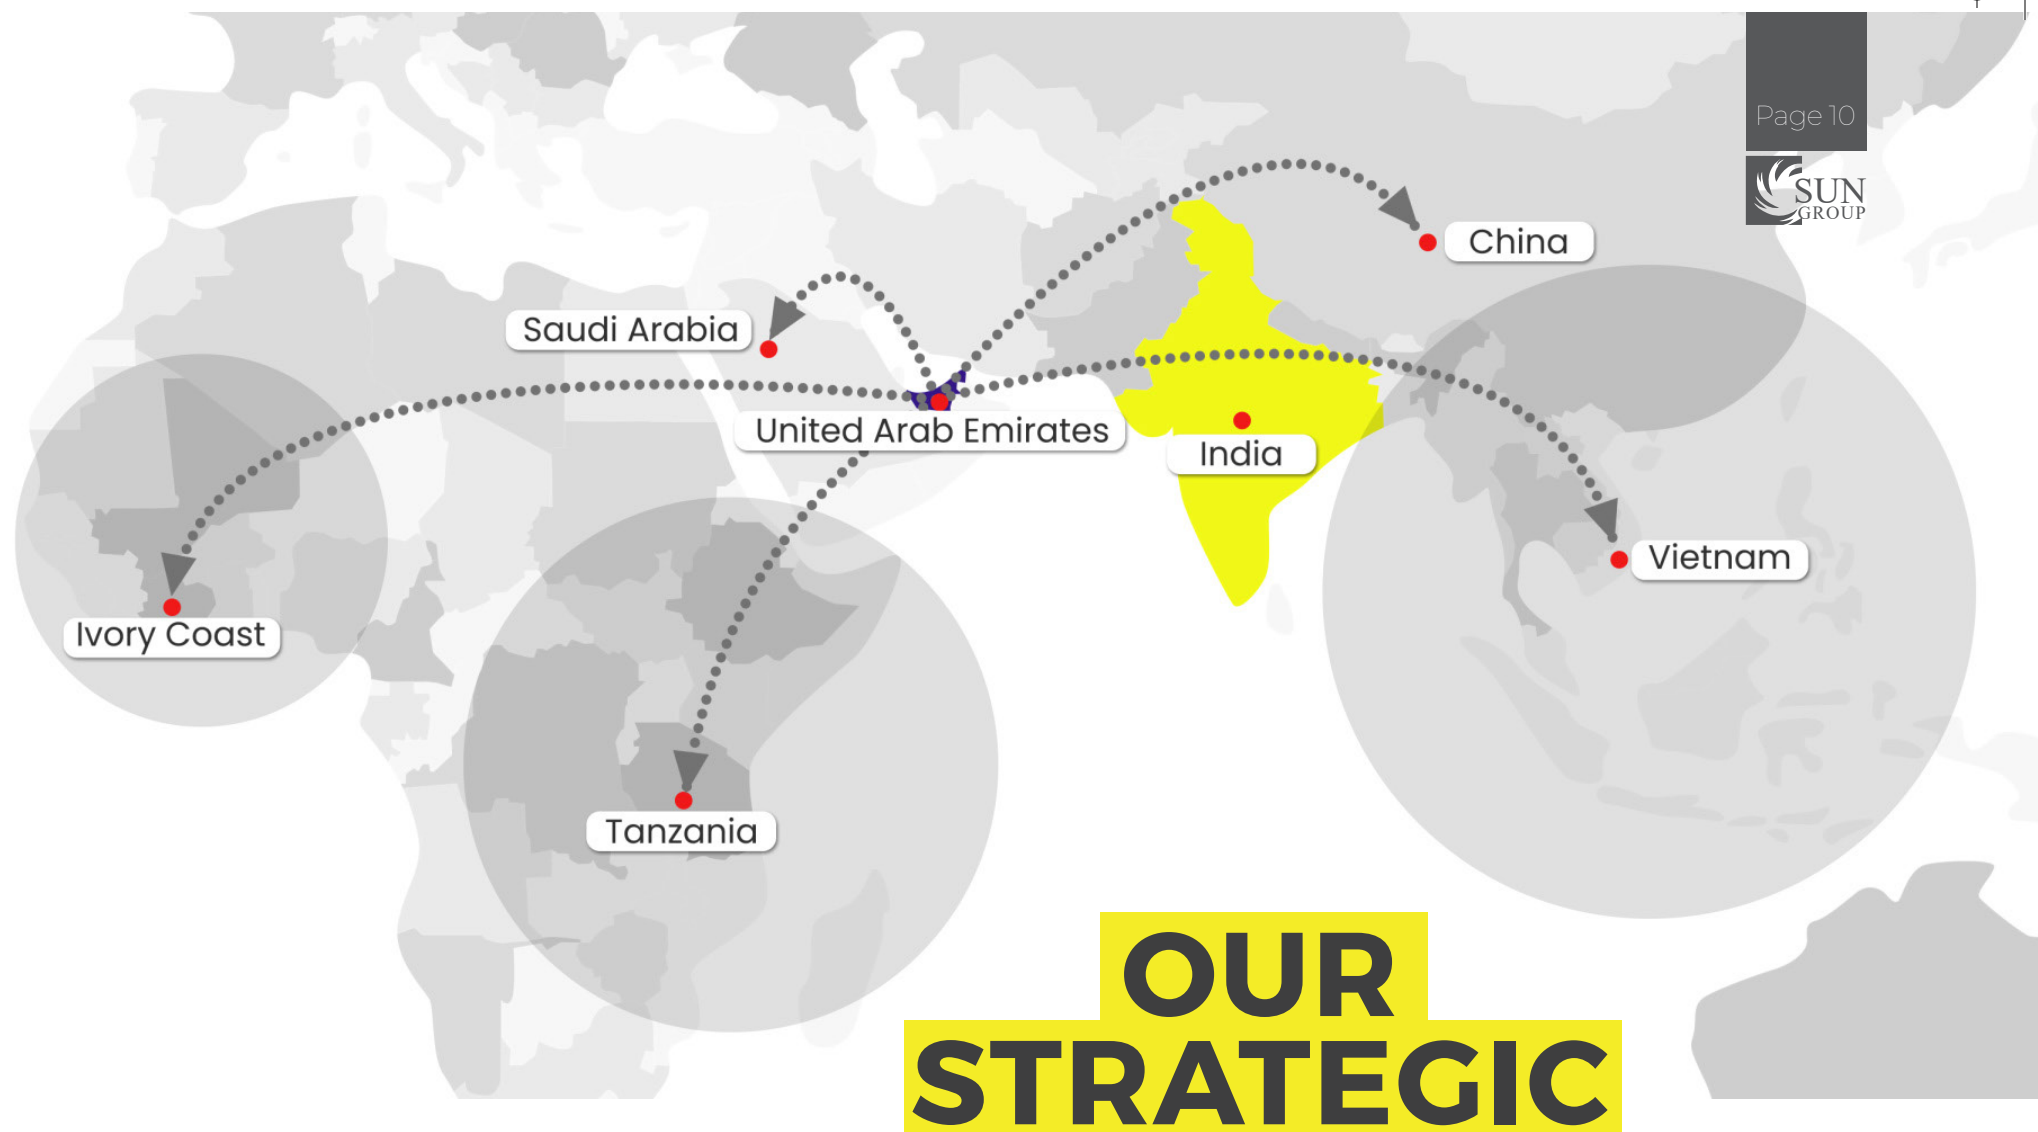 Page 10
SUN
GROUP
China
Saudi Arabia
United Arab Emirates
India
Vietnam
Ivory Coast
Tanzania
OUR
STRATEGIC